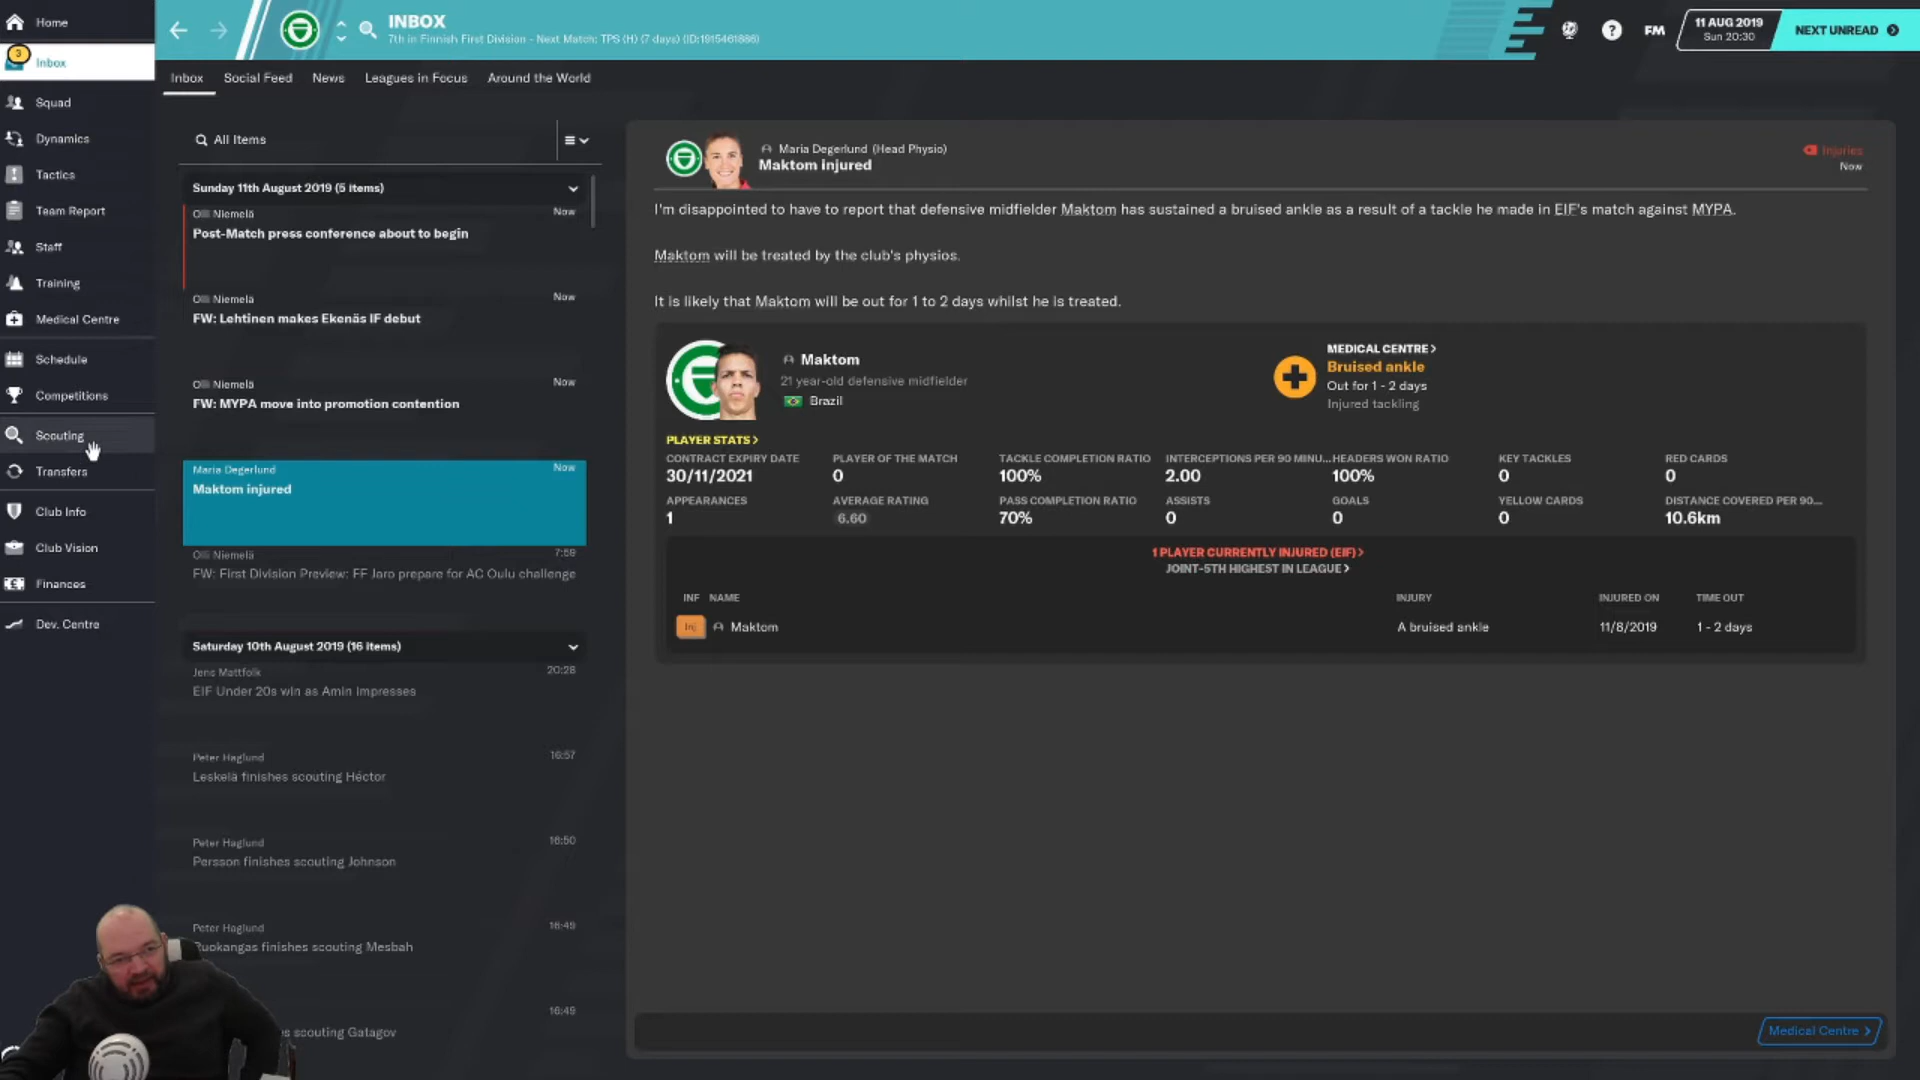 Home
3
Inbox
Squad
Dynamics
Tactics
Team Report
Staff
Training
Medical Centre
Schedule
Competitions
Scouting
Transfers
Club Info
Club Vision
Finances
Dev. Centre
INBOX
7th in Finnish First Division - Next Match: TPS (H) (7 days) (ID:1915461886)
FM
11 AUG 2019
Sun 20:30
NEXT UNREAD
Inbox Social Feed News Leagues in Focus Around the World
All Items
Sunday 11th August 2019 (5 items)
Olli Niemelä Now
Post-Match press conference about to begin
Olli Niemelä Now
FW: Lehtinen makes Ekenäs IF debut
Olli Niemelä Now
FW: MYPA move into promotion contention
Maria Degerlund Now
Maktom injured
Olli Niemelä 7:59
FW: First Division Preview: FF Jaro prepare for AC Oulu challenge
Saturday 10th August 2019 (16 items)
Jens Mattfolk 20:28
EIF Under 20s win as Amin impresses
Peter Haglund 16:57
Leskelä finishes scouting Héctor
Peter Haglund 16:50
Persson finishes scouting Johnson
Peter Haglund 16:49
Ruokangas finishes scouting Mesbah
16:49
scouting Gatagov
Maria Degerlund (Head Physio)
Maktom injured
Injuries
Now
I'm disappointed to have to report that defensive midfielder Maktom has sustained a bruised ankle as a result of a tackle he made in EIF's match against MYPA.
Maktom will be treated by the club's physios.
It is likely that Maktom will be out for 1 to 2 days whilst he is treated.
Maktom
21 year-old defensive midfielder
Brazil
MEDICAL CENTRE >
Bruised ankle
Out for 1 - 2 days
Injured tackling
PLAYER STATS >
CONTRACT EXPIRY DATE PLAYER OF THE MATCH TACKLE COMPLETION RATIO INTERCEPTIONS PER 90 MINU... HEADERS WON RATIO KEY TACKLES RED CARDS
30/11/2021 0 100% 2.00 100% 0 0
APPEARANCES AVERAGE RATING PASS COMPLETION RATIO ASSISTS GOALS YELLOW CARDS DISTANCE COVERED PER 90...
1 6.60 70% 0 0 0 10.6km
1 PLAYER CURRENTLY INJURED (EIF) >
JOINT-5TH HIGHEST IN LEAGUE >
INF NAME INJURY INJURED ON TIME OUT
Inj Maktom A bruised ankle 11/8/2019 1 - 2 days
Medical Centre >